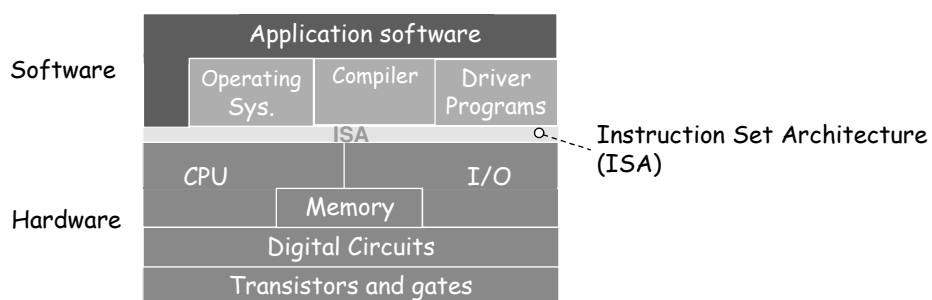 Application software
Software
Operating
Sys.
Compiler
Driver
Programs
ISA
Instruction Set Architecture
(ISA)
CPU
I/O
Memory
Hardware
Digital Circuits
Transistors and gates